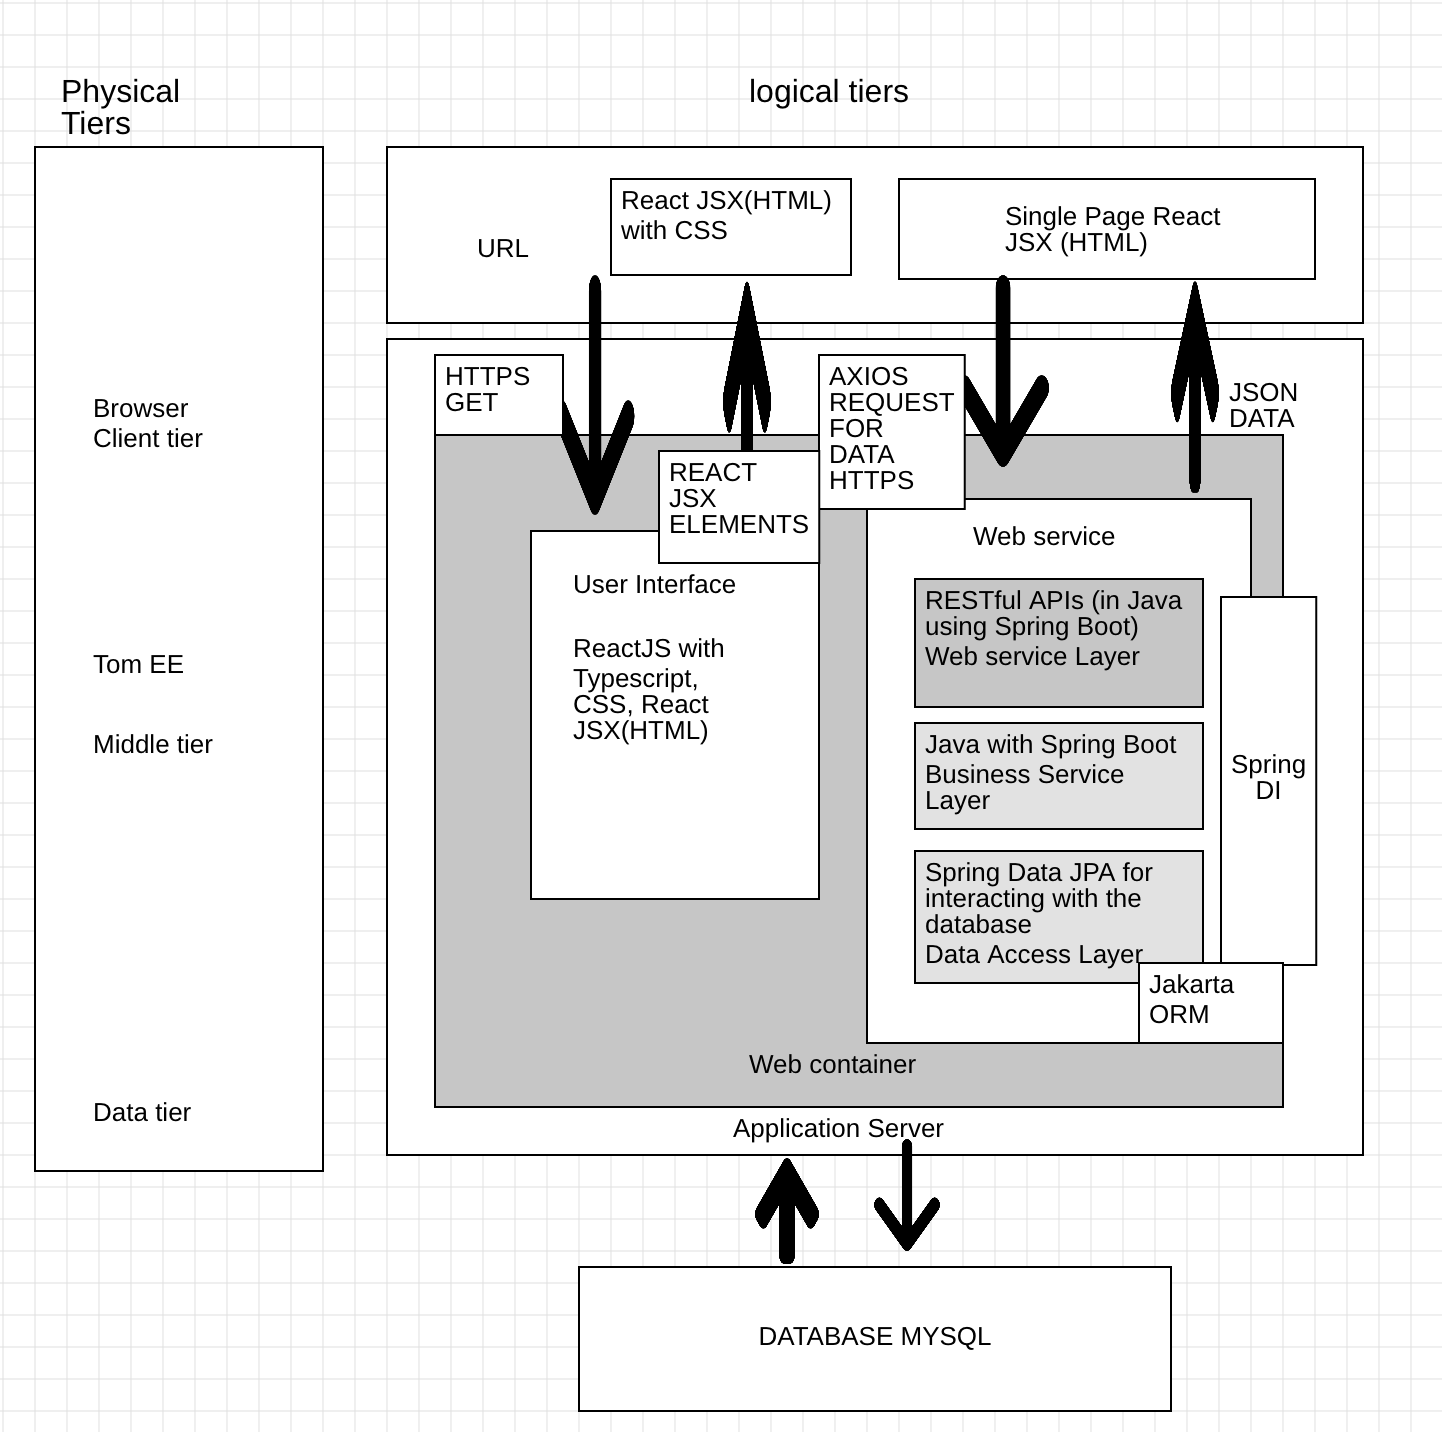 Physical
Tiers
logical tiers
URL
React JSX(HTML)
with CSS
Single Page React
JSX (HTML)
HTTPS
GET
AXIOS
REQUEST
FOR
DATA
HTTPS
JSON
DATA
Browser
Client tier
REACT
JSX
ELEMENTS
User Interface
ReactJS with
Typescript,
CSS, React
JSX(HTML)
Web service
RESTful APIs (in Java
using Spring Boot)
Web service Layer
Tom EE
Middle tier
Java with Spring Boot
Business Service
Layer
Spring
DI
Spring Data JPA for
interacting with the
database
Data Access Layer
Jakarta
ORM
Web container
Data tier
Application Server
DATABASE MYSQL